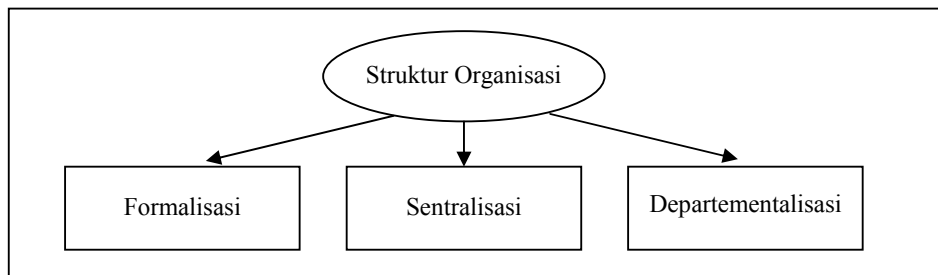 Struktur Organisasi
Formalisasi
Sentralisasi
Departementalisasi